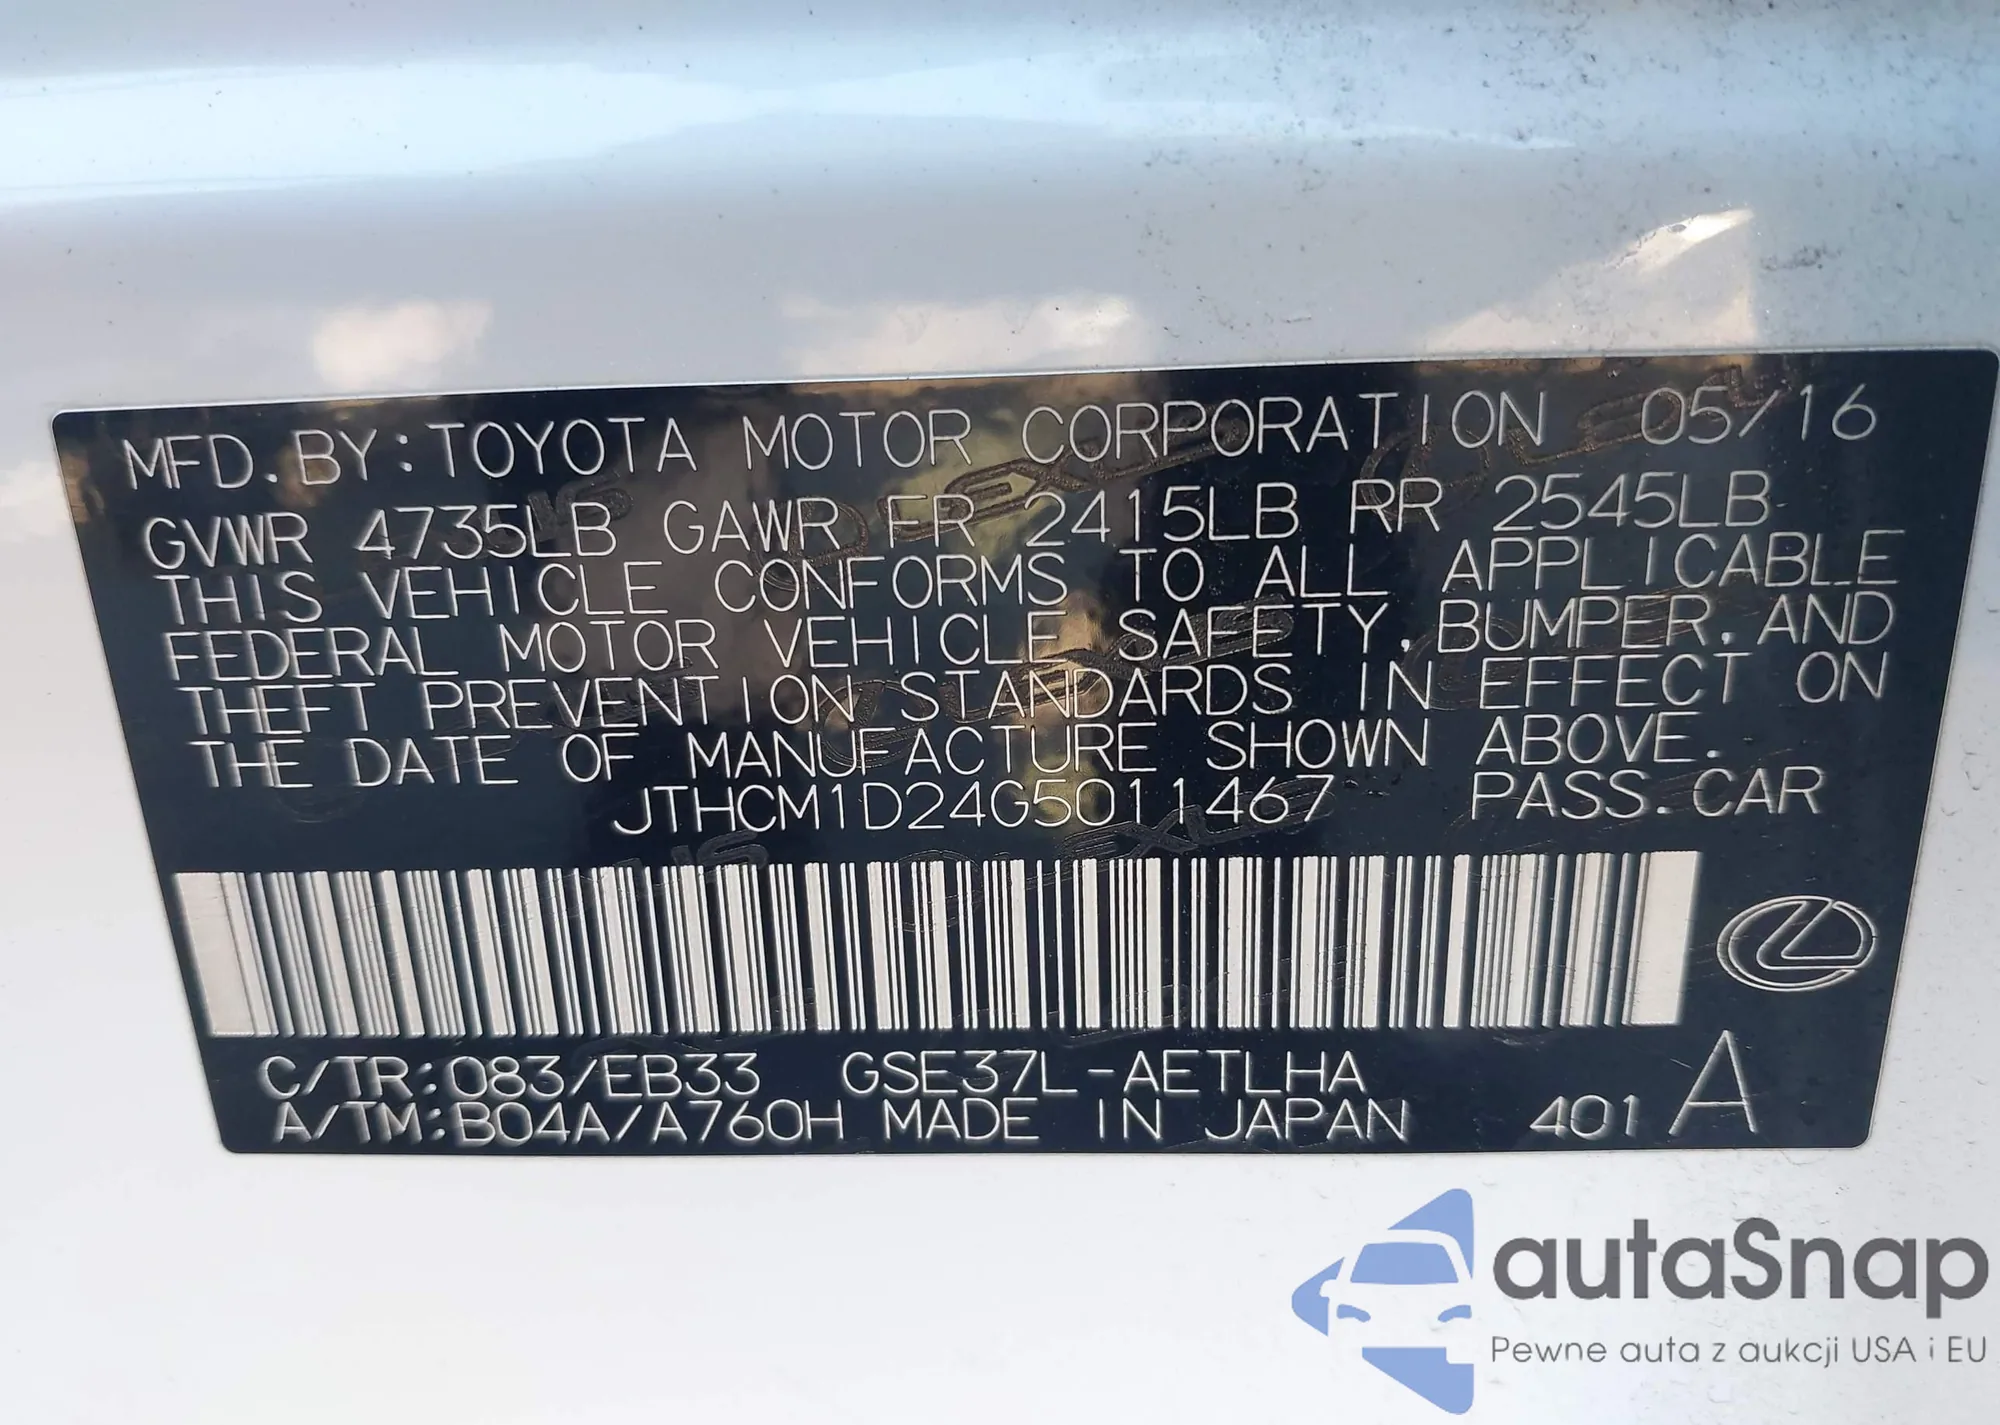 MFD. BY: TOYOTA MOTOR CORPORATION 05/16
GVWR 4735LB GAWR FR 2415LB RR 2545LB
THIS VEHICLE CONFORMS TO ALL APPLICABLE
FEDERAL MOTOR VEHICLE SAFETY, BUMPER, AND
THEFT PREVENTION STANDARDS IN EFFECT ON
THE DATE OF MANUFACTURE SHOWN ABOVE.
JTHCM1D24G5011467 PASS. CAR
C/TR: 083/EB33 GSE37L-AETLHA
A/TM: B04A/A760H MADE IN JAPAN 401 A
autaSnap
Pewne auta z aukcji USA i EU